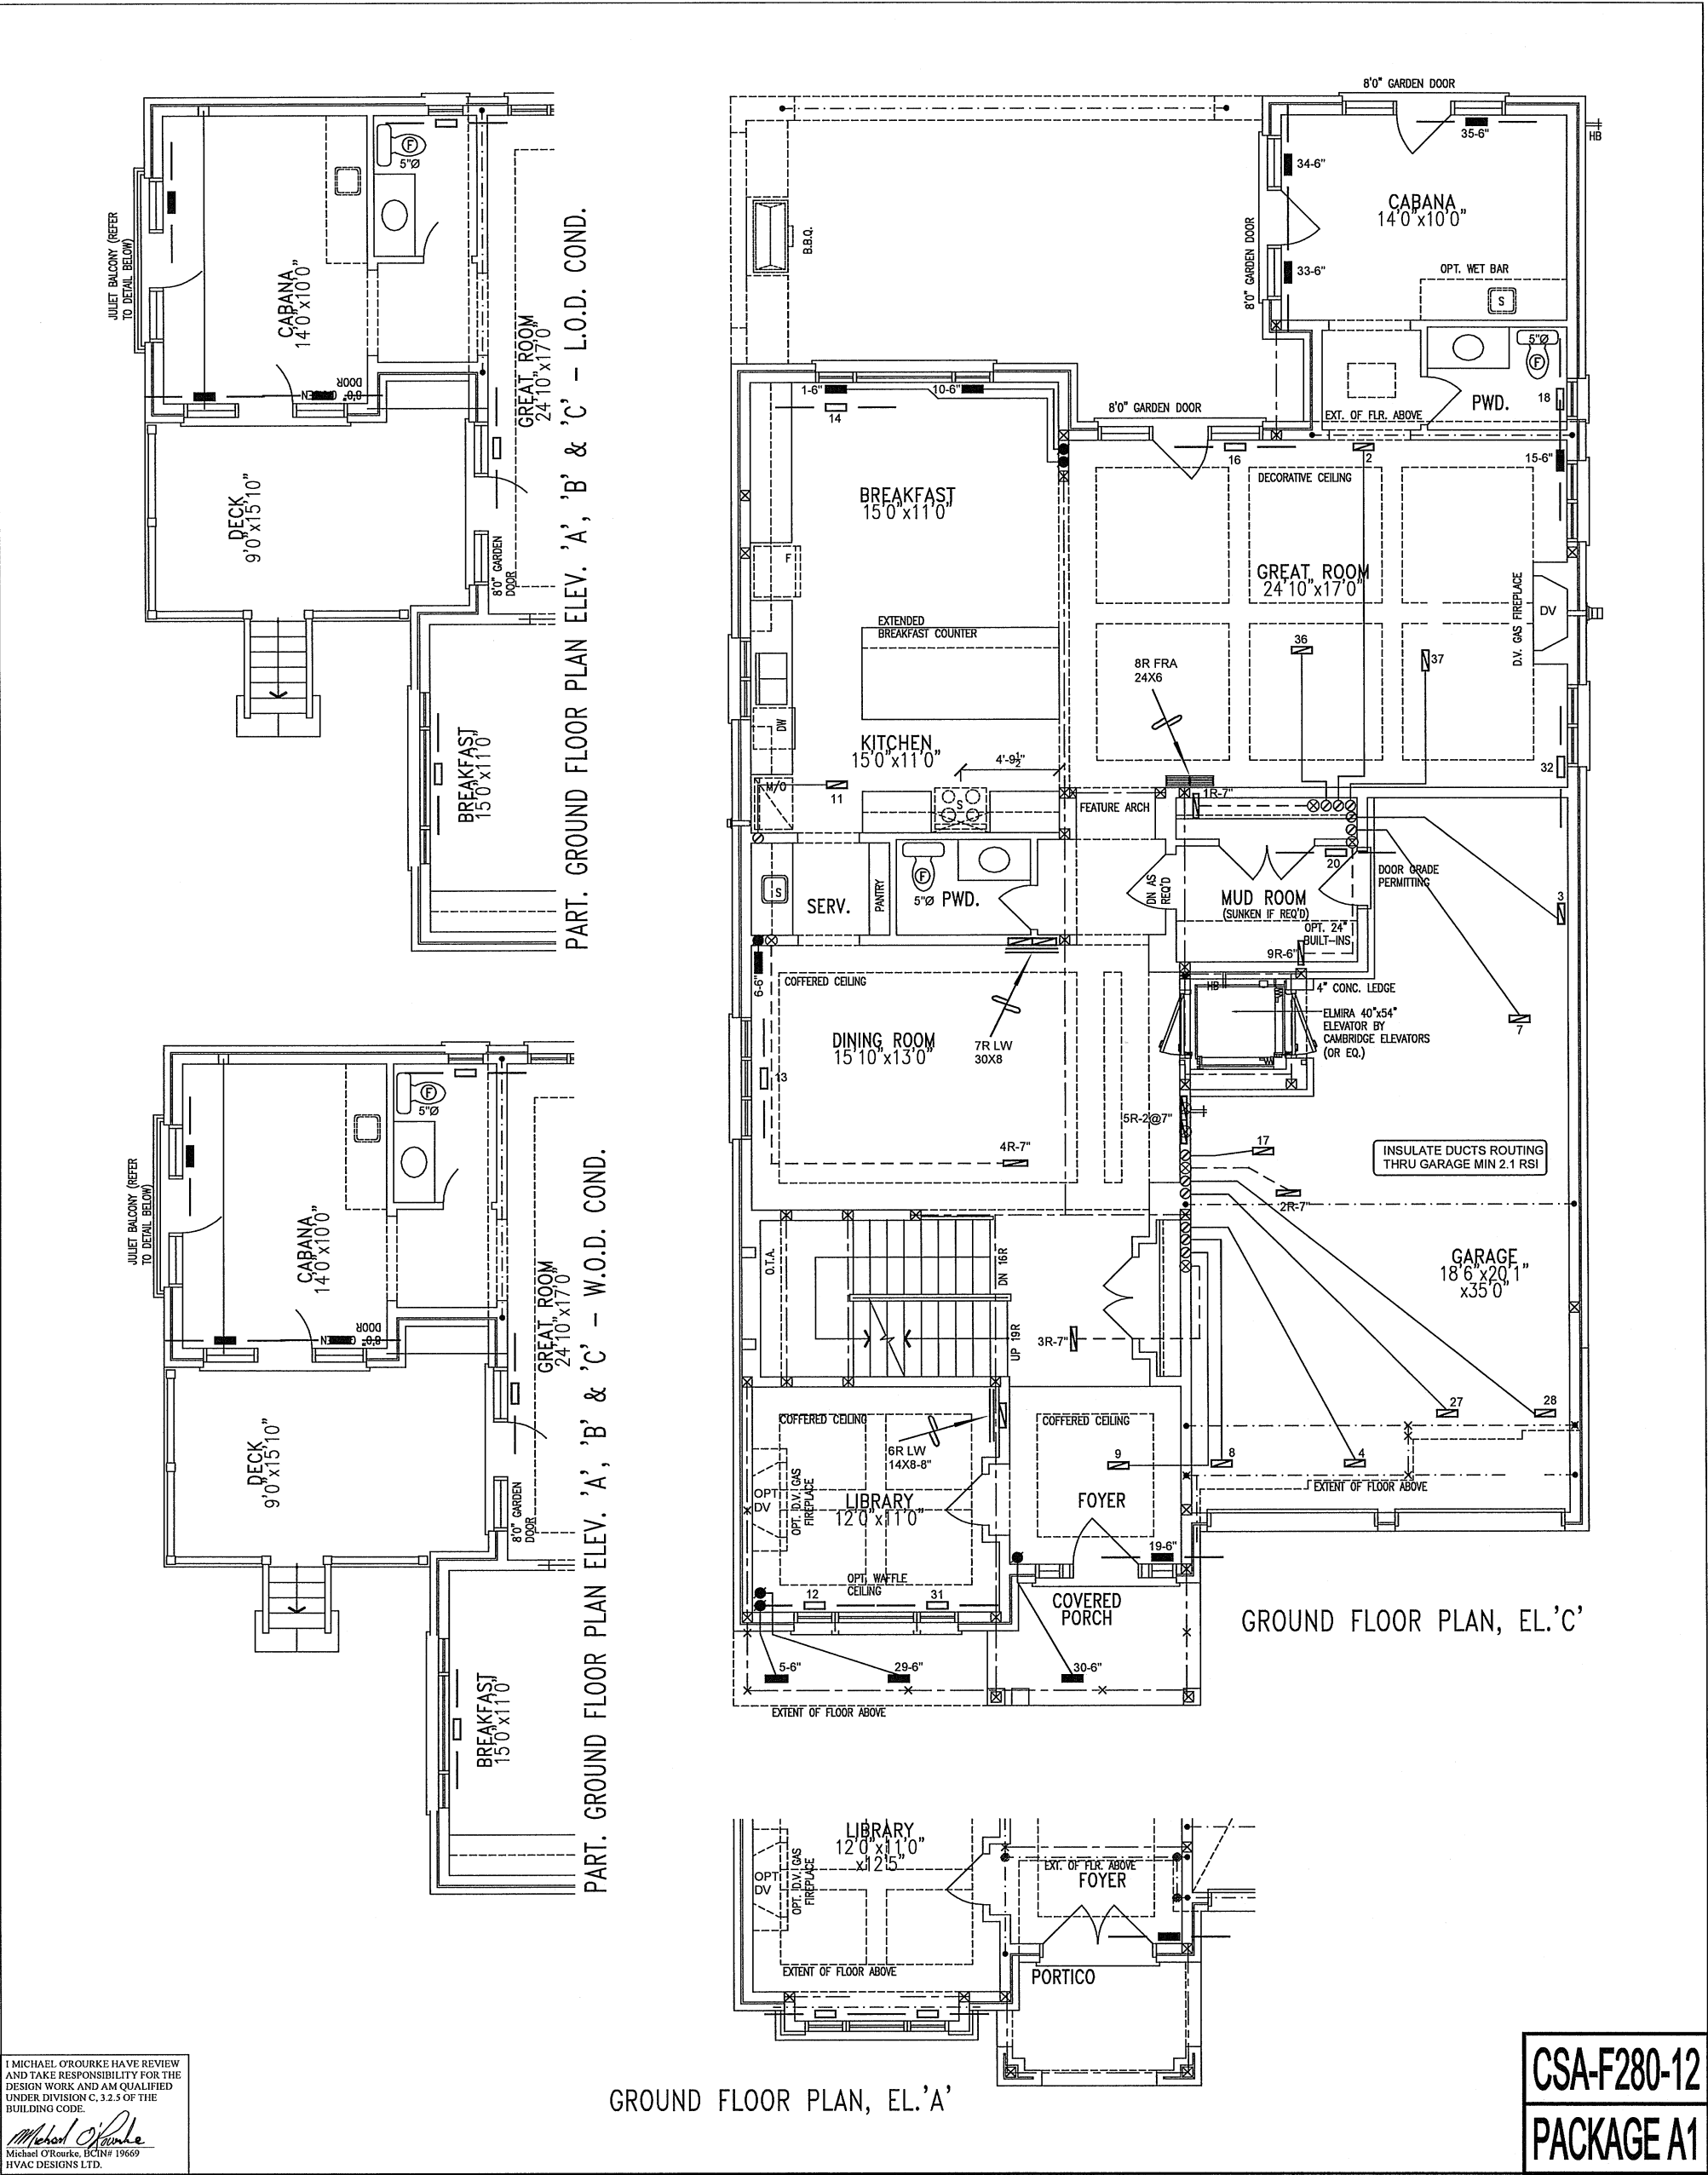 JULIET BALCONY (REFER
TO DETAIL BELOW)
CABANA
14'0"x10'0"
F
5"Ø
8'0" GARDEN
DOOR
GREAT ROOM
24'10"x17'0"
DECK
9'0"x15'10"
8'0" GARDEN
DOOR
BREAKFAST
15'0"x11'0"
PART. GROUND FLOOR PLAN ELEV. 'A', 'B' & 'C' - L.O.D. COND.
JULIET BALCONY (REFER
TO DETAIL BELOW)
CABANA
14'0"x10'0"
F
5"Ø
8'0" GARDEN
DOOR
GREAT ROOM
24'10"x17'0"
DECK
9'0"x15'10"
8'0" GARDEN
DOOR
BREAKFAST
15'0"x11'0"
PART. GROUND FLOOR PLAN ELEV. 'A', 'B' & 'C' - W.O.D. COND.
8'0" GARDEN DOOR
35-6"
HB
34-6"
CABANA
14'0"x10'0"
B.B.Q.
8'0" GARDEN DOOR
33-6"
OPT. WET BAR
S
5"Ø
F
18
PWD.
EXT. OF FLR. ABOVE
1-6"
10-6"
14
8'0" GARDEN DOOR
16
2
15-6"
DECORATIVE CEILING
BREAKFAST
15'0"x11'0"
F
GREAT ROOM
24'10"x17'0"
D.V. GAS FIREPLACE
DV
EXTENDED
BREAKFAST COUNTER
36
37
8R FRA
24X6
DW
KITCHEN
15'0"x11'0"
4'-9½"
32
M/O
11
S
FEATURE ARCH
1R-7"
20
DOOR GRADE
PERMITTING
3
S
SERV.
PANTRY
F
5"Ø
PWD.
DN AS
REQ'D
MUD ROOM
(SUNKEN IF REQ'D)
OPT. 24"
BUILT-INS
9R-6"
6-6"
COFFERED CEILING
HB
4" CONC. LEDGE
ELMIRA 40"x54"
ELEVATOR BY
CAMBRIDGE ELEVATORS
(OR EQ.)
7
DINING ROOM
15'10"x13'0"
7R LW
30X8
13
5R-2@7"
4R-7"
17
INSULATE DUCTS ROUTING
THRU GARAGE MIN 2.1 RSI
2R-7"
O.T.A.
DN 16R
GARAGE
18'6"x20'1"
x35'0"
UP 19R
3R-7"
27
28
COFFERED CEILING
COFFERED CEILING
6R LW
14X8-8"
9
8
4
EXTENT OF FLOOR ABOVE
OPT
DV
OPT. D.V. GAS
FIREPLACE
LIBRARY
12'0"x11'0"
FOYER
19-6"
OPT. WAFFLE
CEILING
12
31
COVERED
PORCH
5-6"
29-6"
30-6"
EXTENT OF FLOOR ABOVE
GROUND FLOOR PLAN, EL.'C'
LIBRARY
12'0"x11'0"
x12'5"
OPT
DV
OPT. D.V. GAS
FIREPLACE
EXT. OF FLR. ABOVE
FOYER
EXTENT OF FLOOR ABOVE
PORTICO
GROUND FLOOR PLAN, EL.'A'
I MICHAEL O'ROURKE HAVE REVIEW
AND TAKE RESPONSIBILITY FOR THE
DESIGN WORK AND AM QUALIFIED
UNDER DIVISION C, 3.2.5 OF THE
BUILDING CODE.
Michael O'Rourke
Michael O'Rourke, BCIN# 19669
HVAC DESIGNS LTD.
CSA-F280-12
PACKAGE A1